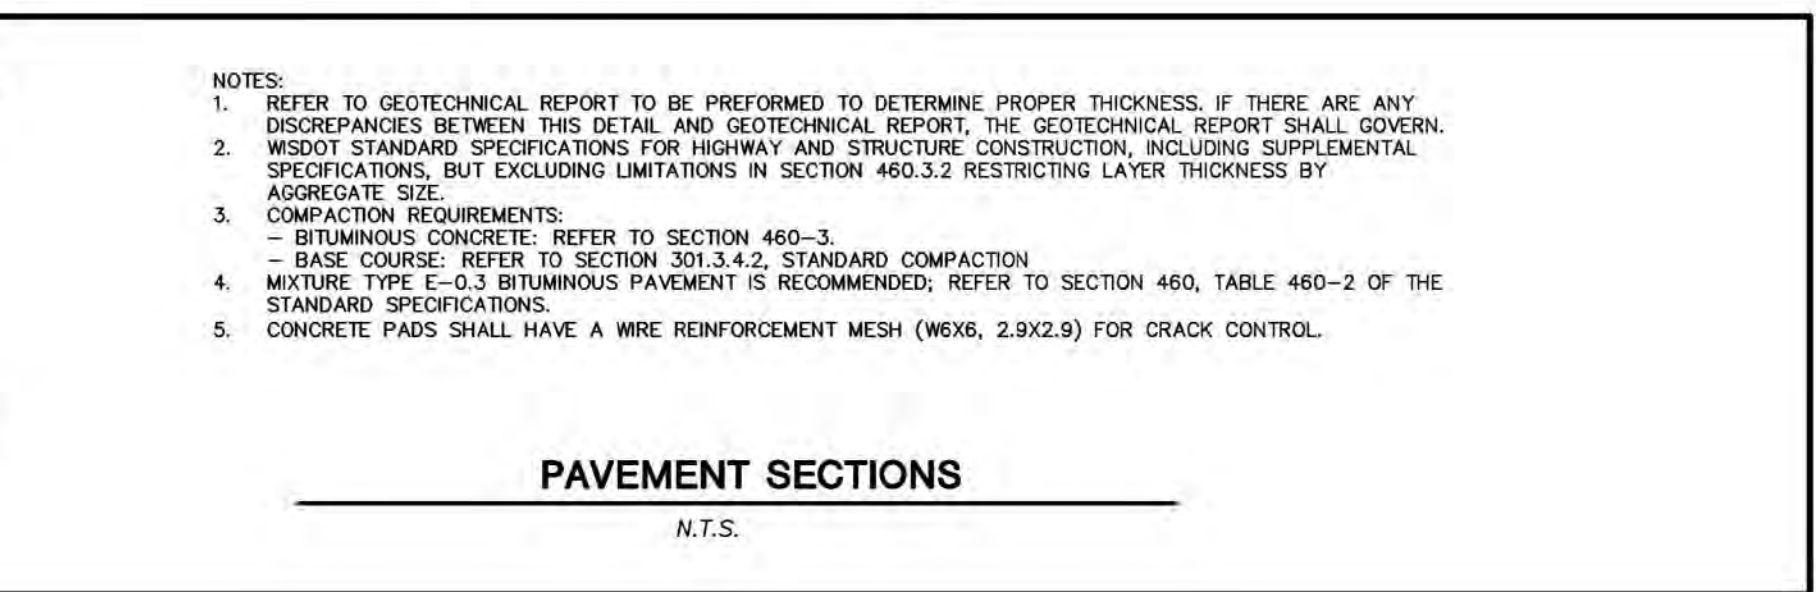 NOTES:
1. REFER TO GEOTECHNICAL REPORT TO BE PREFORMED TO DETERMINE PROPER THICKNESS. IF THERE ARE ANY
DISCREPANCIES BETWEEN THIS DETAIL AND GEOTECHNICAL REPORT, THE GEOTECHNICAL REPORT SHALL GOVERN.
2. WISDOT STANDARD SPECIFICATIONS FOR HIGHWAY AND STRUCTURE CONSTRUCTION, INCLUDING SUPPLEMENTAL
SPECIFICATIONS, BUT EXCLUDING LIMITATIONS IN SECTION 460.3.2 RESTRICTING LAYER THICKNESS BY
AGGREGATE SIZE.
3. COMPACTION REQUIREMENTS:
– BITUMINOUS CONCRETE: REFER TO SECTION 460–3.
– BASE COURSE: REFER TO SECTION 301.3.4.2, STANDARD COMPACTION
4. MIXTURE TYPE E–0.3 BITUMINOUS PAVEMENT IS RECOMMENDED; REFER TO SECTION 460, TABLE 460–2 OF THE
STANDARD SPECIFICATIONS.
5. CONCRETE PADS SHALL HAVE A WIRE REINFORCEMENT MESH (W6X6, 2.9X2.9) FOR CRACK CONTROL.
PAVEMENT SECTIONS
N.T.S.